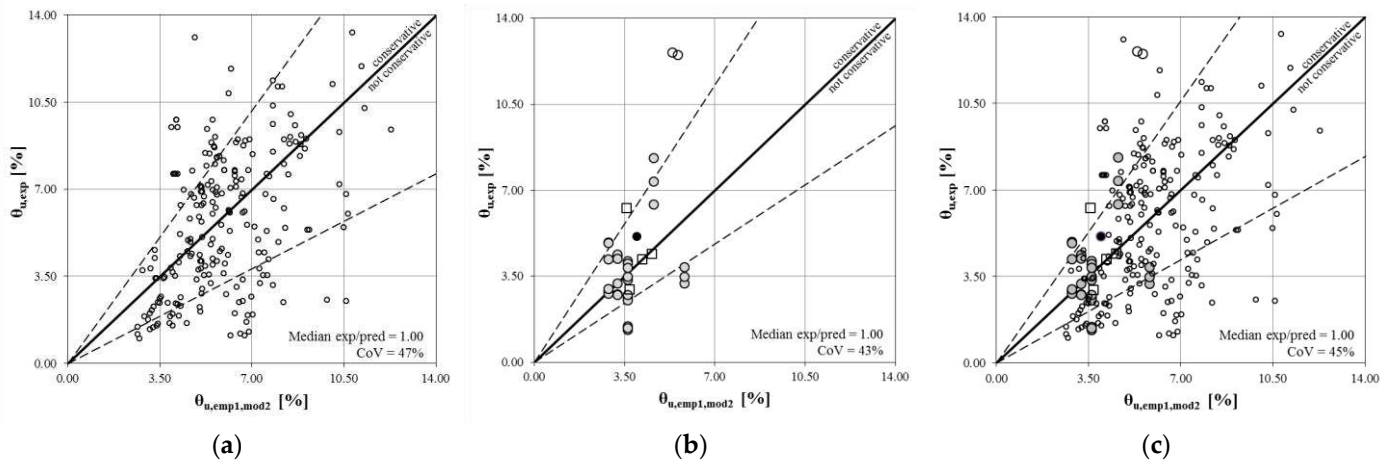 14.00
10.50
7.00
3.50
0.00
θu,exp [%]
conservative
not conservative
Median exp/pred = 1.00
CoV = 47%
0.00 3.50 7.00 10.50 14.00
θu,emp1,mod2 [%]
(a)
14.00
10.50
7.00
3.50
0.00
θu,exp [%]
conservative
not conservative
Median exp/pred = 1.00
CoV = 43%
0.00 3.50 7.00 10.50 14.00
θu,emp1,mod2 [%]
(b)
14.00
10.50
7.00
3.50
0.00
θu,exp [%]
conservative
not conservative
Median exp/pred = 1.00
CoV = 45%
0.00 3.50 7.00 10.50 14.00
θu,emp1,mod2 [%]
(c)